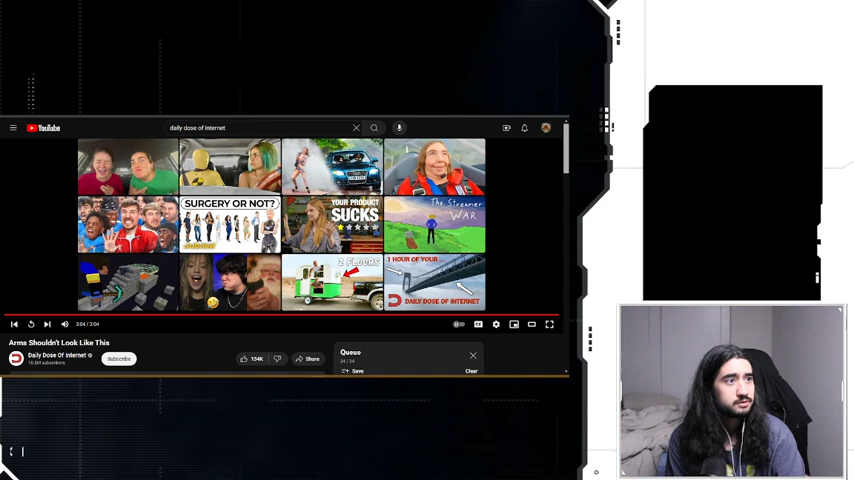 YouTube
daily dose of internet
SURGERY OR NOT?
YOUR PRODUCT
SUCKS
The Streamer
WAR
2 FLOORS
1 HOUR OF YOUR...
DAILY DOSE OF INTERNET
3:04 / 3:04
Arms Shouldn't Look Like This
Daily Dose Of Internet
Subscribe
134K
Share
Queue
34 / 34
Save
Clear